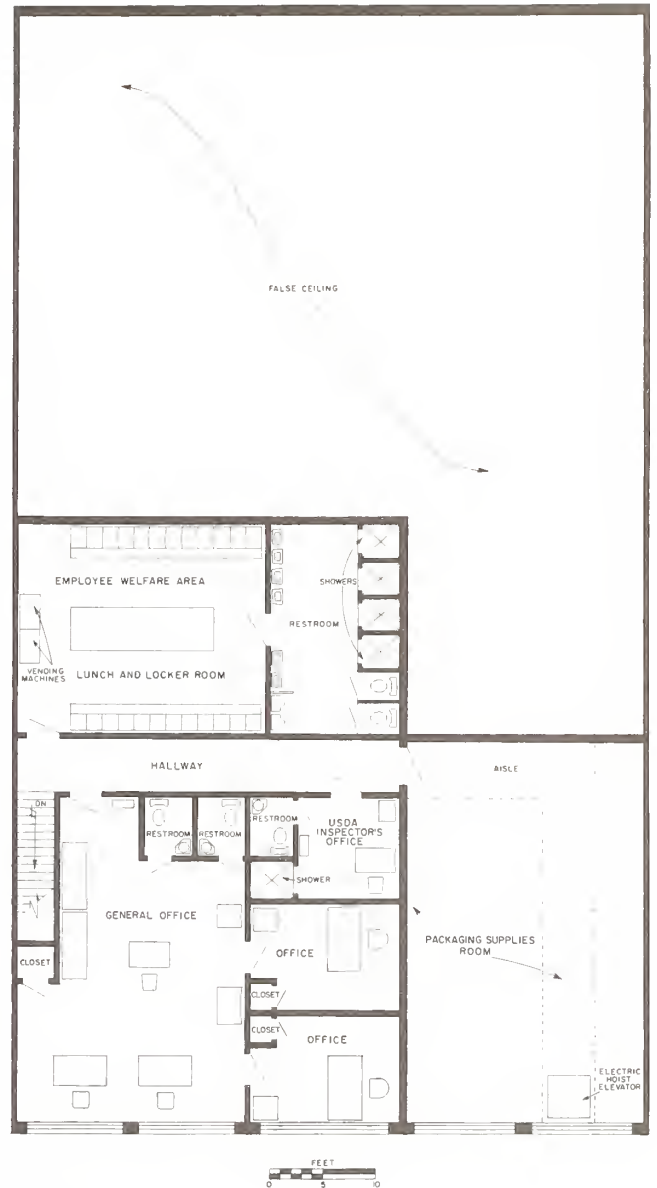 FALSE CEILING
EMPLOYEE WELFARE AREA
SHOWERS
RESTROOM
VENDING
MACHINES
LUNCH AND LOCKER ROOM
HALLWAY
AISLE
DN
RESTROOM
RESTROOM
RESTROOM
USDA
INSPECTOR'S
OFFICE
SHOWER
GENERAL OFFICE
CLOSET
OFFICE
PACKAGING SUPPLIES
ROOM
CLOSET
CLOSET
OFFICE
ELECTRIC
HOIST
ELEVATOR
FEET
0 5 10